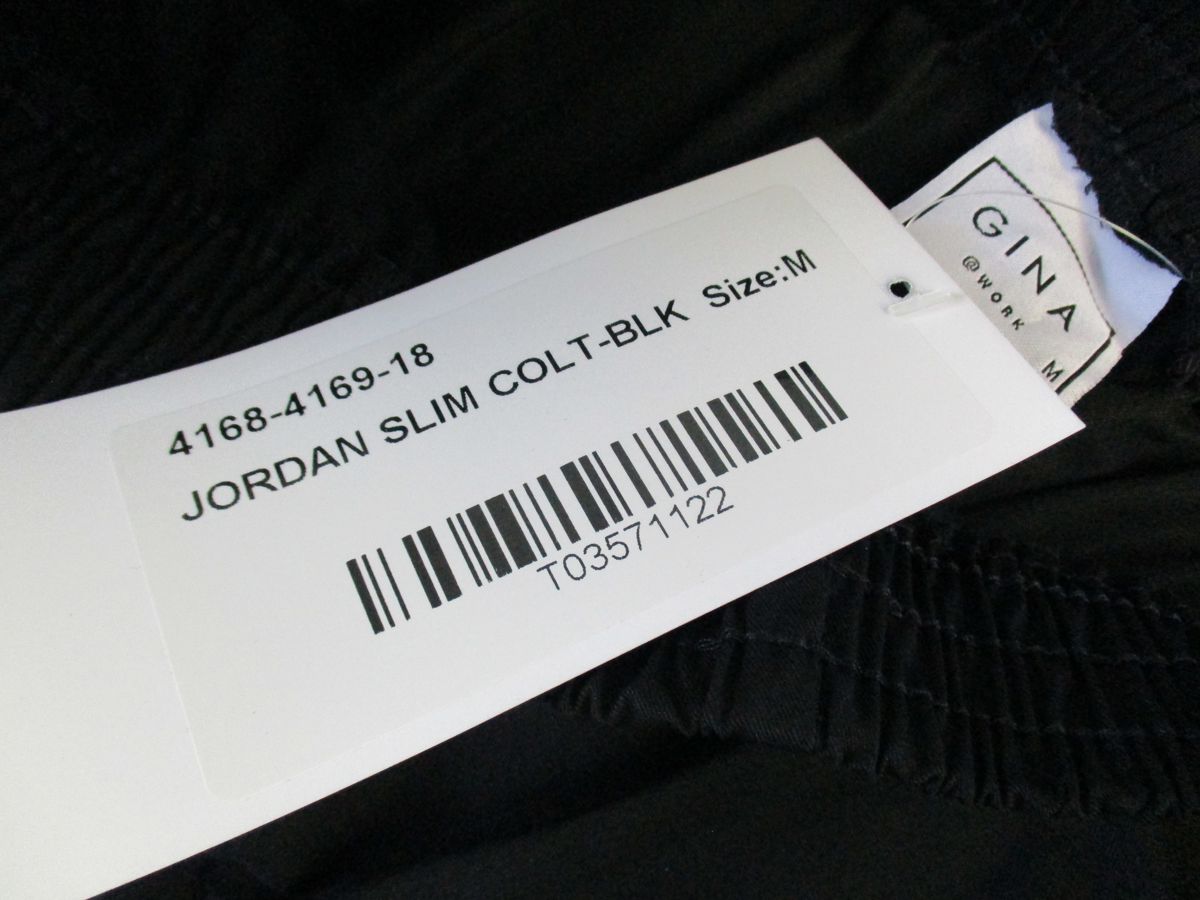 4168-4169-18
JORDAN SLIM COLT-BLK Size:M
T03571122
GINA
@WORK
M